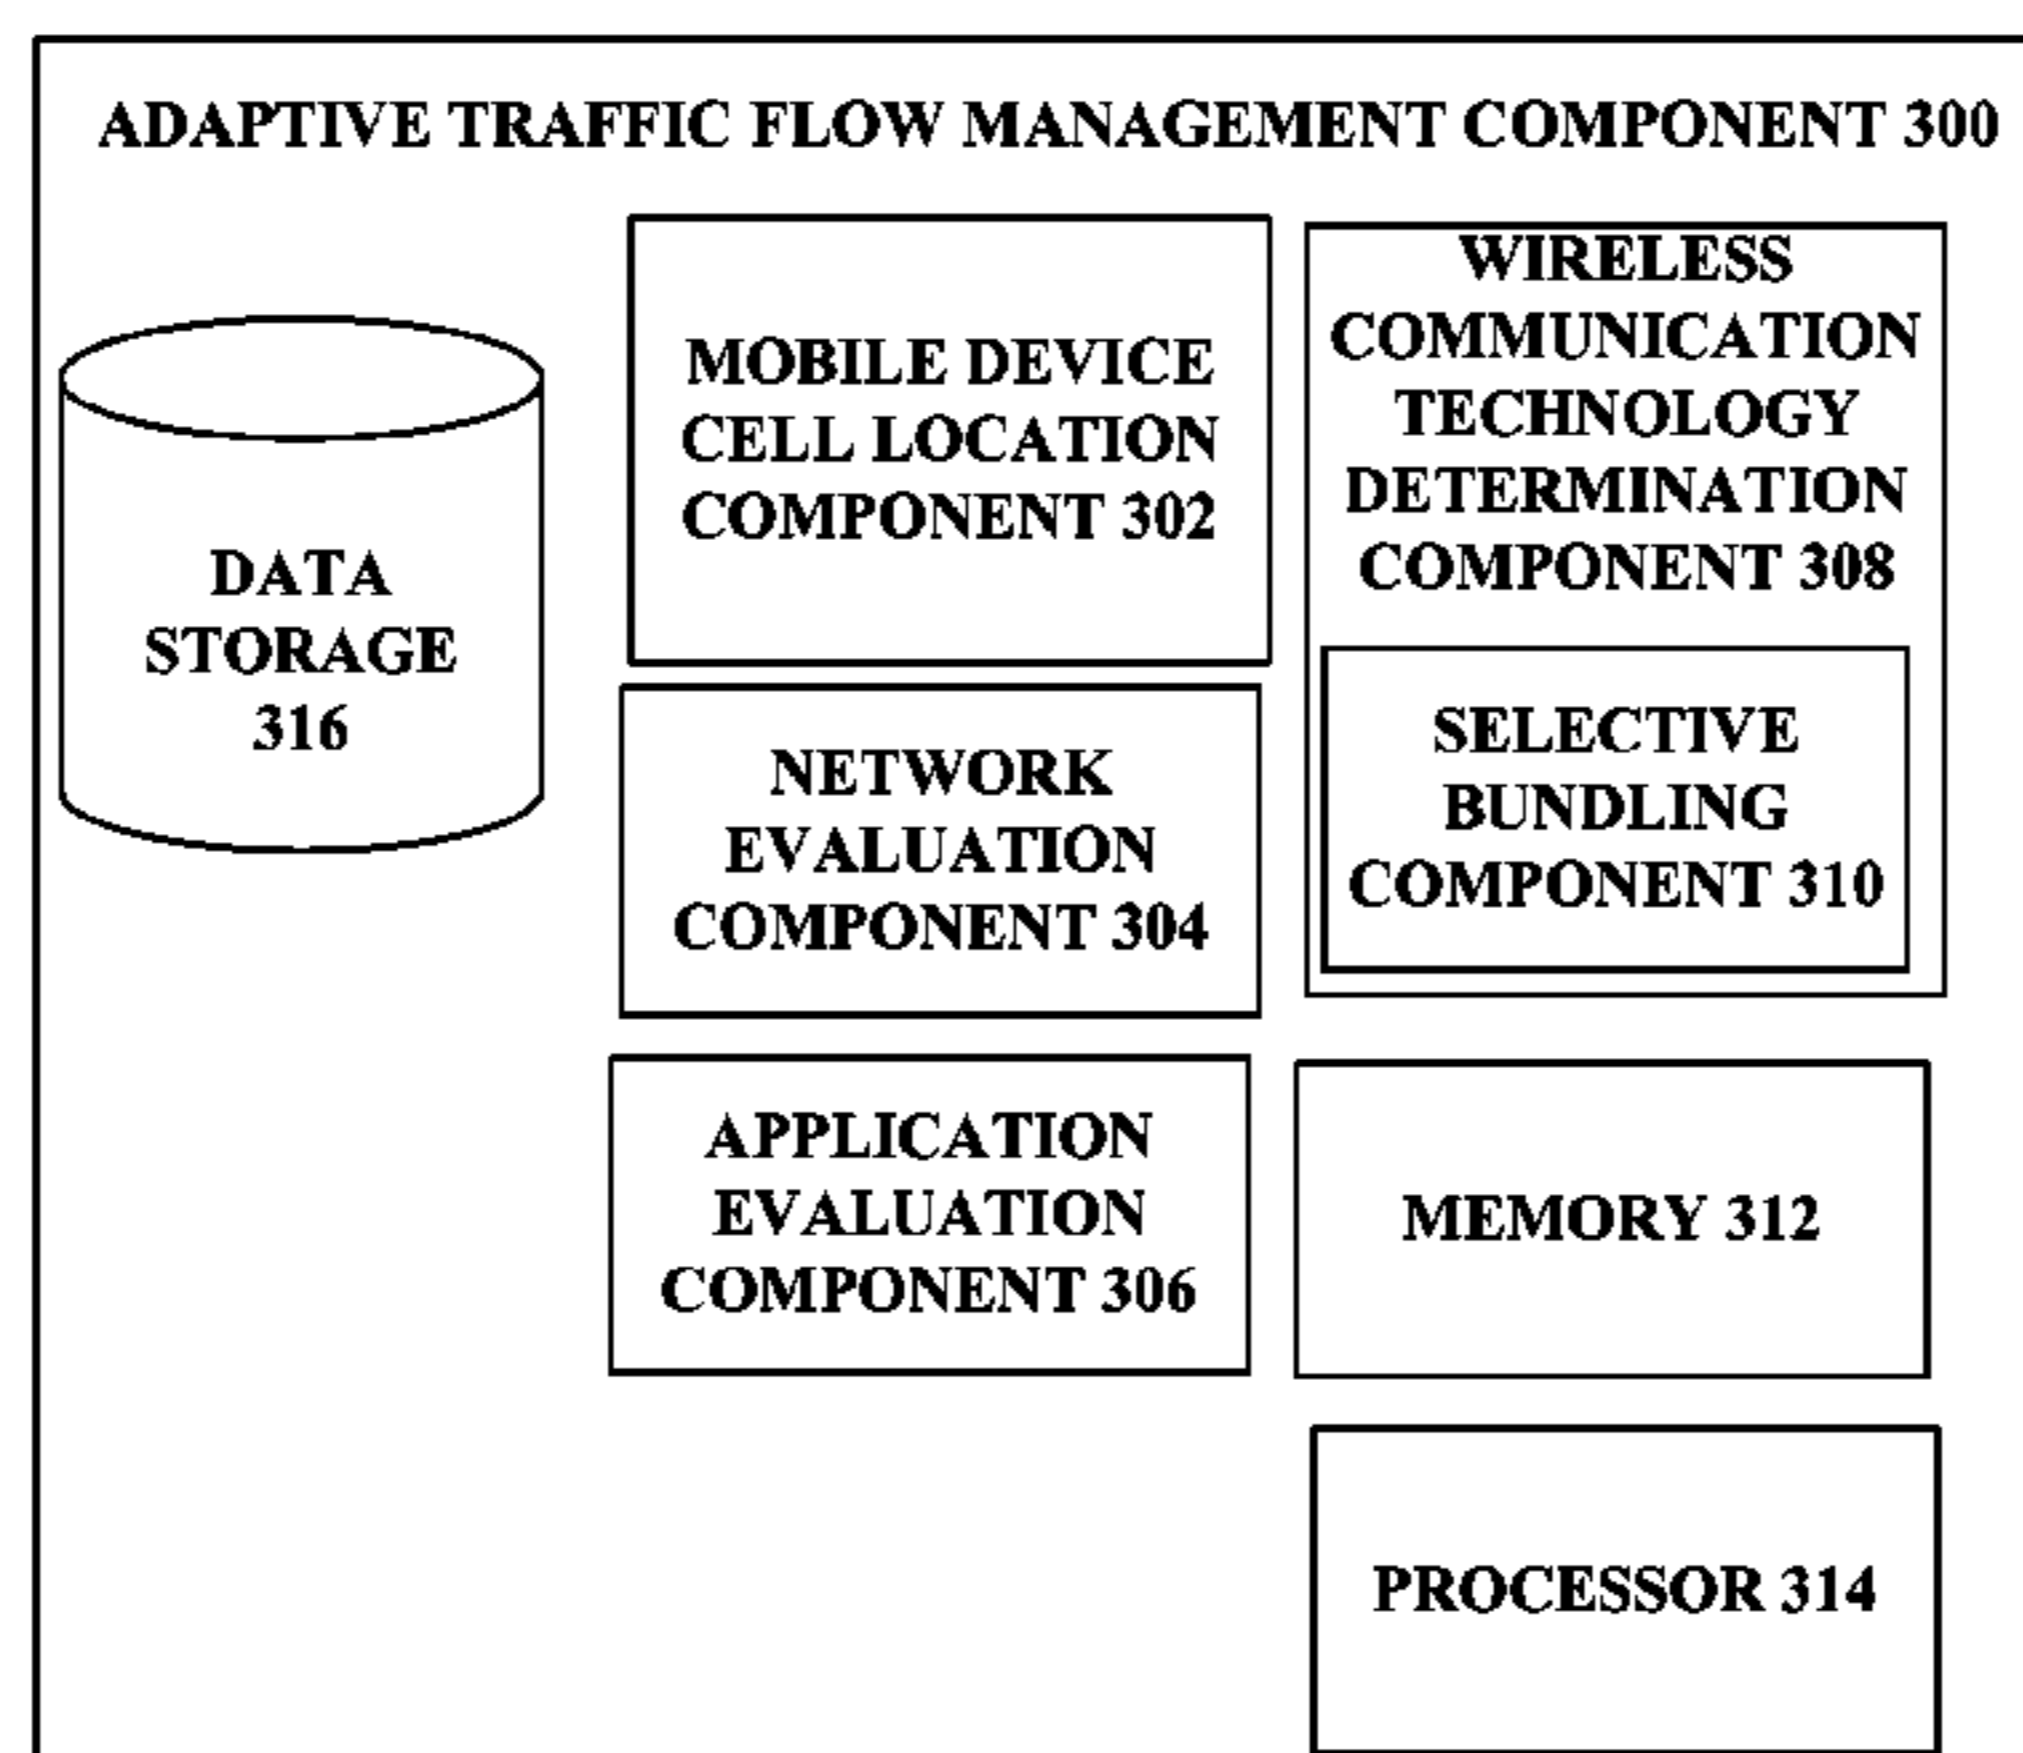 ADAPTIVE TRAFFIC FLOW MANAGEMENT COMPONENT 300
DATA
STORAGE
316
MOBILE DEVICE
CELL LOCATION
COMPONENT 302
NETWORK
EVALUATION
COMPONENT 304
APPLICATION
EVALUATION
COMPONENT 306
WIRELESS
COMMUNICATION
TECHNOLOGY
DETERMINATION
COMPONENT 308
SELECTIVE
BUNDLING
COMPONENT 310
MEMORY 312
PROCESSOR 314